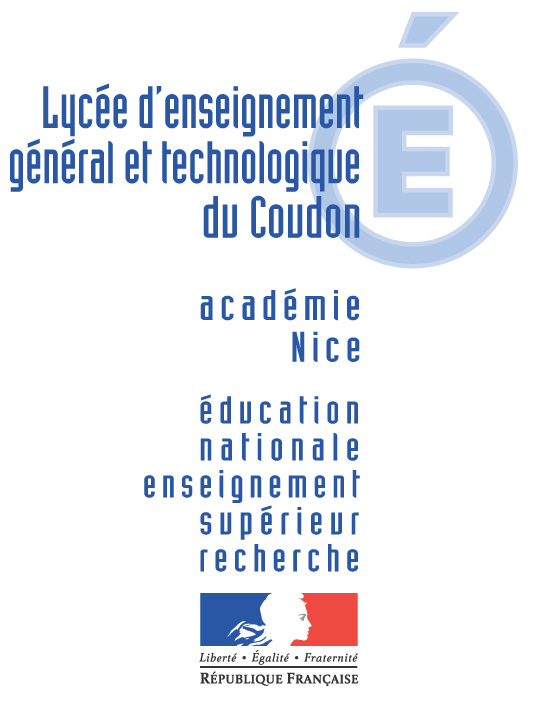 É
Lycée d'enseignement
général et technologique
du Coudon
académie
Nice
éducation
nationale
enseignement
supérieur
recherche
Liberté • Égalité • Fraternité
RÉPUBLIQUE FRANÇAISE